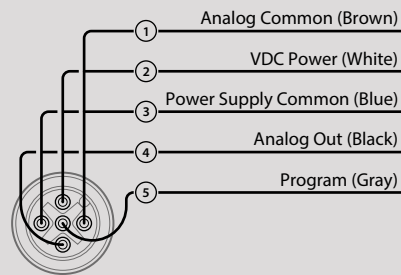 Analog Common (Brown)
1
VDC Power (White)
2
Power Supply Common (Blue)
3
Analog Out (Black)
4
Program (Gray)
5